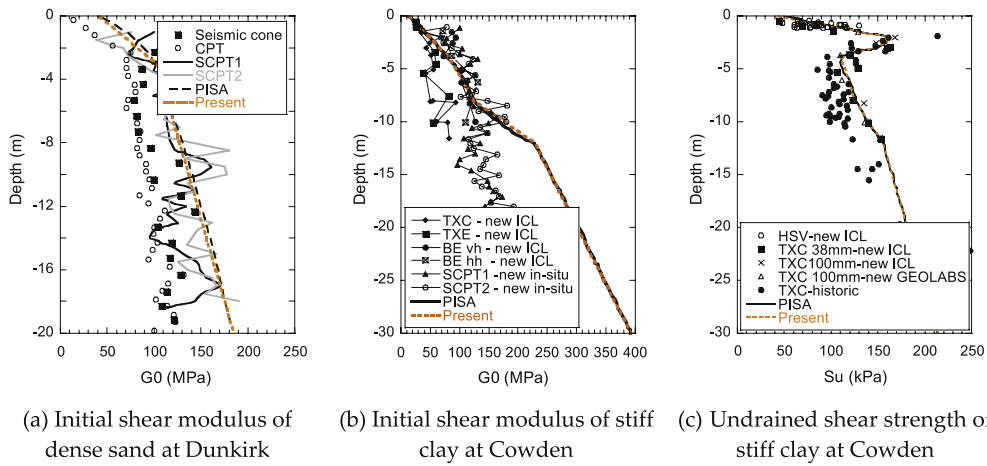 0
-4
-8
-12
-16
-20
Depth (m)
0 50 100 150 200 250
G0 (MPa)
Seismic cone
CPT
SCPT1
SCPT2
PISA
Present
0
-5
-10
-15
-20
-25
-30
Depth (m)
0 50 100 150 200 250 300 350 400
G0 (MPa)
TXC - new ICL
TXE - new ICL
BE vh - new ICL
BE hh - new ICL
SCPT1 - new in-situ
SCPT2 - new in-situ
PISA
Present
0
-5
-10
-15
-20
-25
-30
Depth (m)
0 50 100 150 200 250
Su (kPa)
HSV-new ICL
TXC 38mm-new ICL
TXC100mm-new ICL
TXC 100mm-new GEOLABS
TXC-historic
PISA
Present
(a) Initial shear modulus of
dense sand at Dunkirk
(b) Initial shear modulus of stiff
clay at Cowden
(c) Undrained shear strength o
stiff clay at Cowden